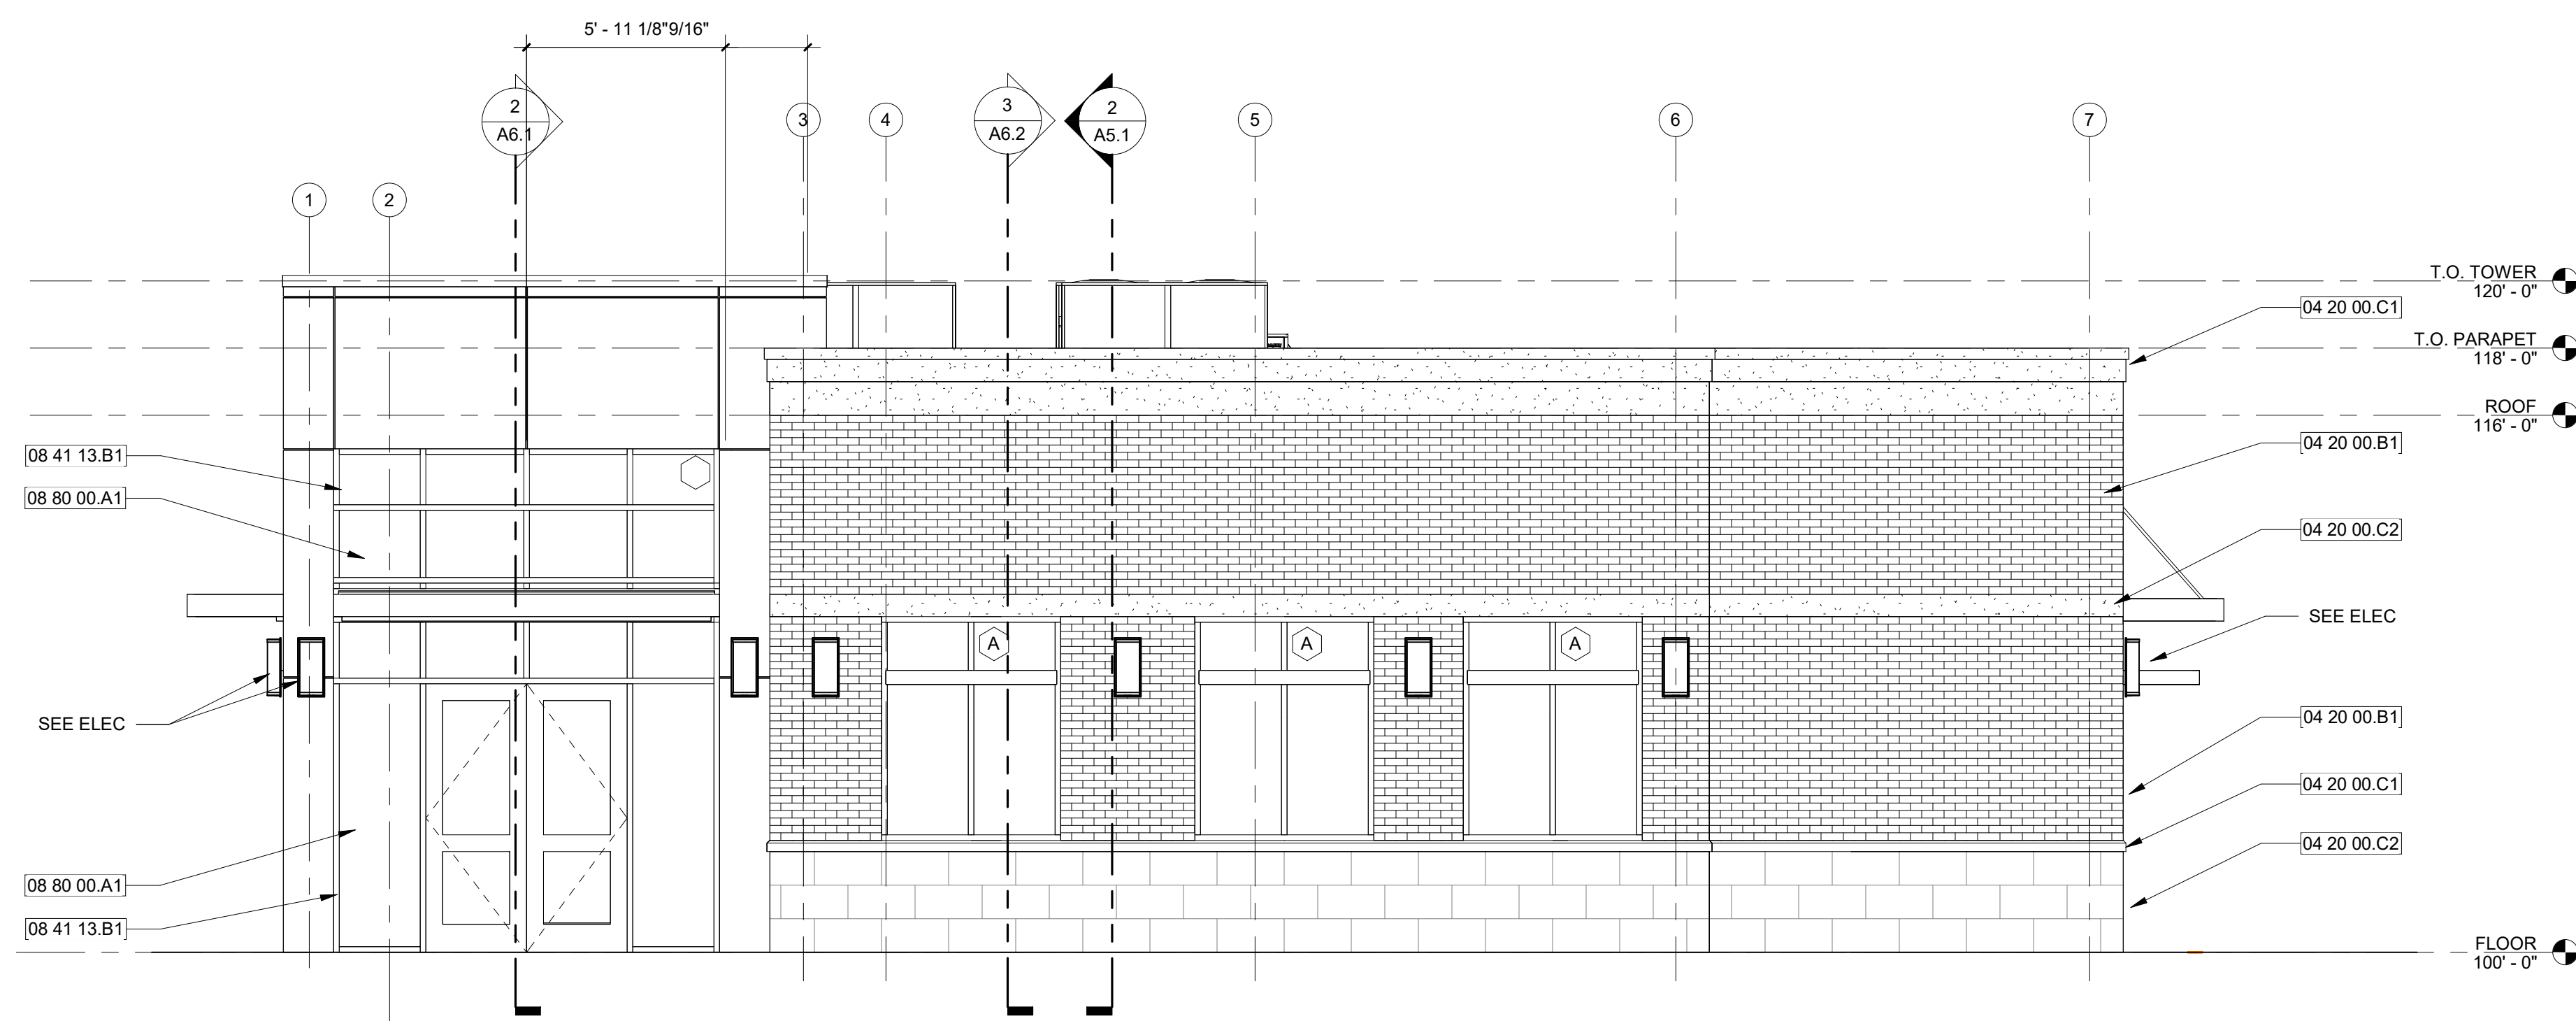 5' - 11 1/8"9/16"
2
A6.1
3
A6.2
2
A5.1
3
4
5
6
7
1
2
T.O. TOWER
120' - 0"
04 20 00.C1
T.O. PARAPET
118' - 0"
ROOF
116' - 0"
08 41 13.B1
04 20 00.B1
08 80 00.A1
04 20 00.C2
SEE ELEC
A
A
A
SEE ELEC
04 20 00.B1
04 20 00.C1
04 20 00.C2
08 80 00.A1
08 41 13.B1
FLOOR
100' - 0"